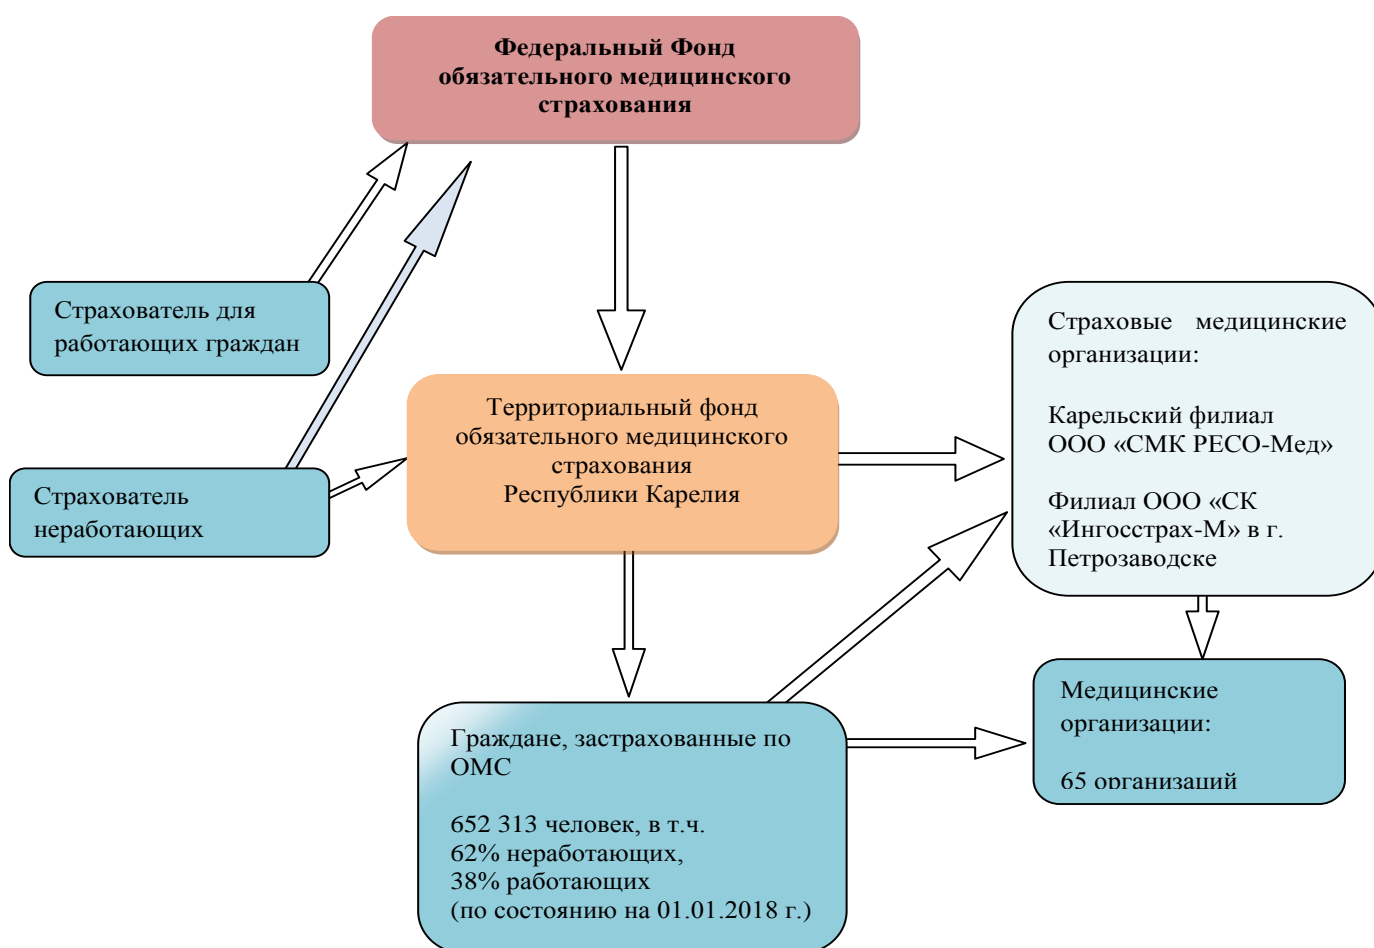 Федеральный Фонд
обязательного медицинского
страхования
Страхователь для
работающих граждан
Страхователь
неработающих
Территориальный фонд
обязательного медицинского
страхования
Республики Карелия
Страховые медицинские
организации:
Карельский филиал
ООО «СМК РЕСО-Мед»
Филиал ООО «СК
«Ингосстрах-М» в г.
Петрозаводске
Медицинские
организации:
65 организаций
Граждане, застрахованные по
ОМС
652 313 человек, в т.ч.
62% неработающих,
38% работающих
(по состоянию на 01.01.2018 г.)